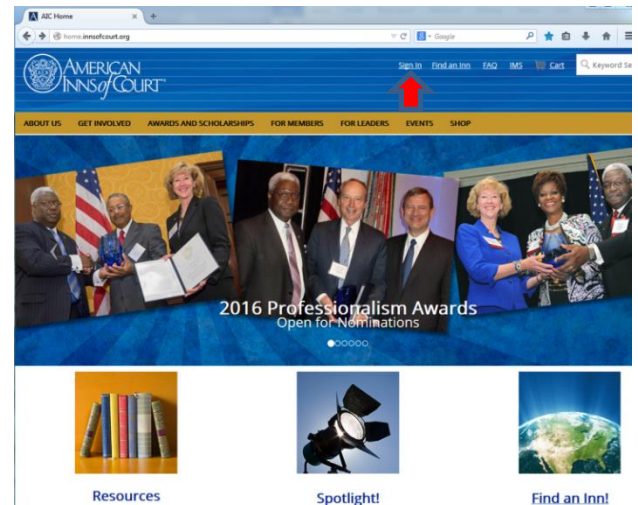 AIC Home
home.innsofcourt.org
Google
AMERICAN
INNS of COURT
Sign In Find an Inn FAQ IMS Cart Keyword Se
ABOUT US GET INVOLVED AWARDS AND SCHOLARSHIPS FOR MEMBERS FOR LEADERS EVENTS SHOP
2016 Professionalism Awards
Open for Nominations
Resources Spotlight! Find an Inn!